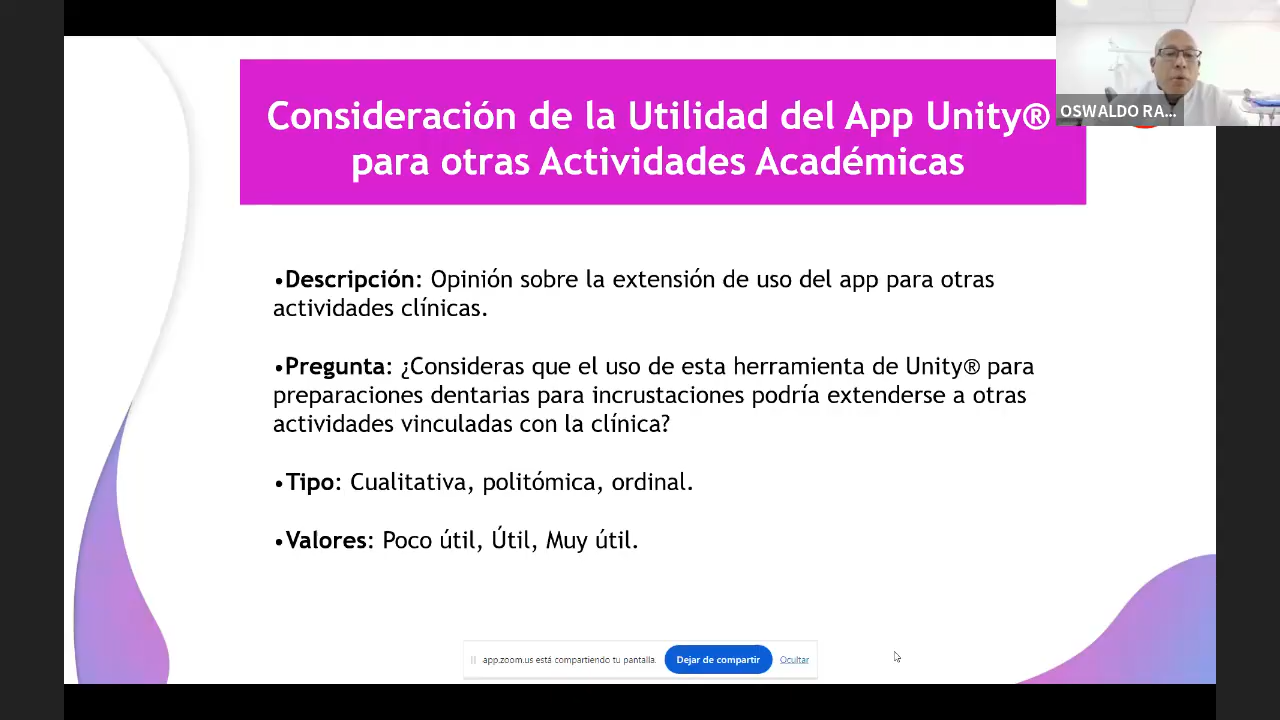 Consideración de la Utilidad del App Unity®
para otras Actividades Académicas
OSWALDO RA...
•Descripción: Opinión sobre la extensión de uso del app para otras
actividades clínicas.
•Pregunta: ¿Consideras que el uso de esta herramienta de Unity® para
preparaciones dentarias para incrustaciones podría extenderse a otras
actividades vinculadas con la clínica?
•Tipo: Cualitativa, politómica, ordinal.
•Valores: Poco útil, Útil, Muy útil.
app.zoom.us está compartiendo tu pantalla.
Dejar de compartir
Ocultar